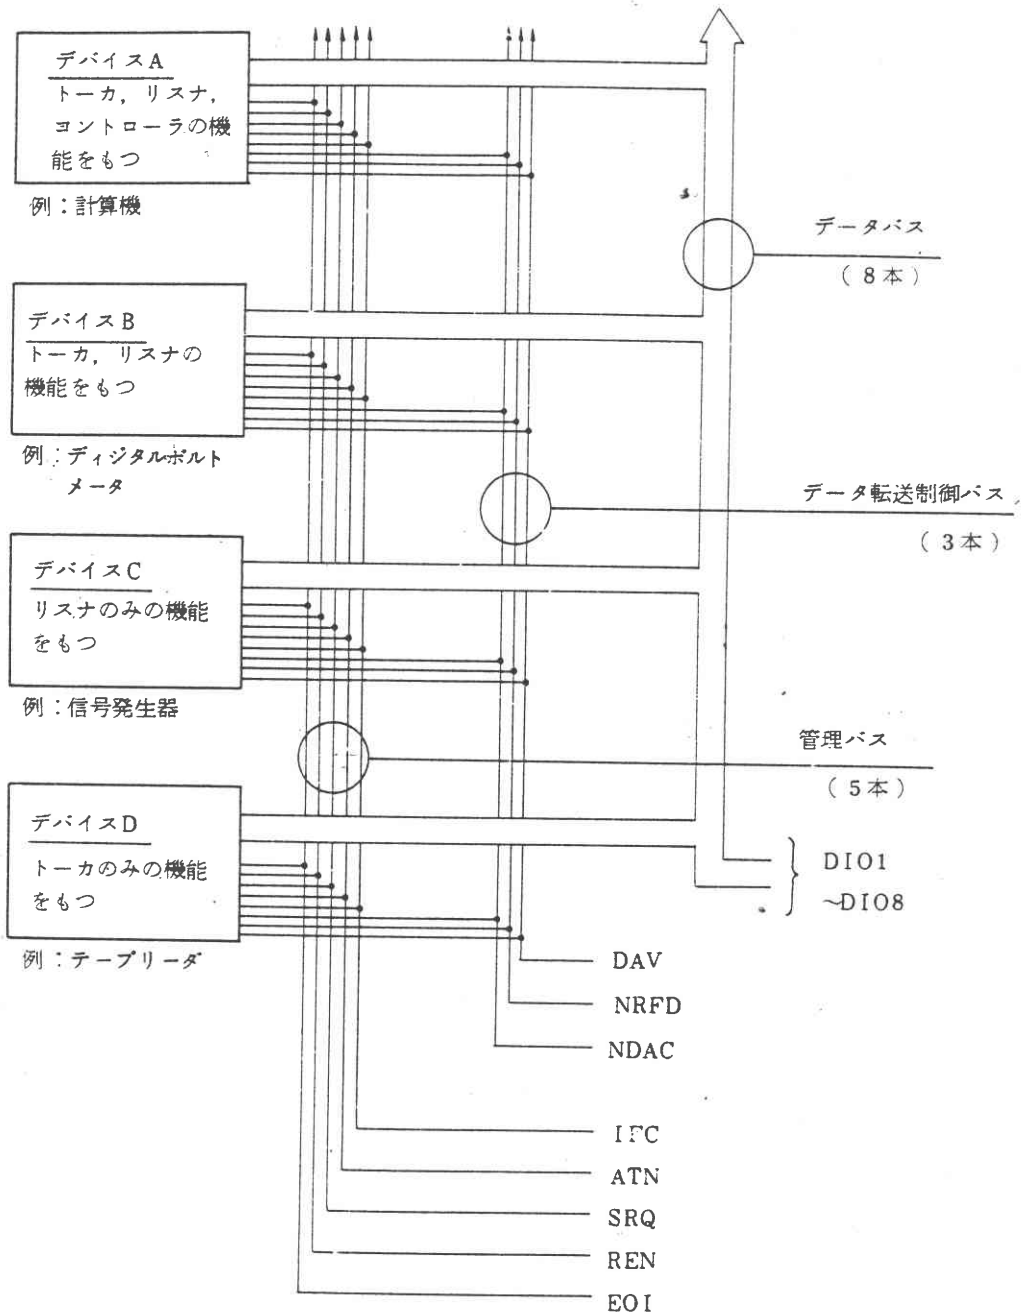 デバイスA
トーカ，リスナ，
コントローラの機
能をもつ
例：計算機
データバス
（8本）
デバイスB
トーカ，リスナの
機能をもつ
例：ディジタルボルト
メータ
データ転送制御バス
（3本）
デバイスC
リスナのみの機能
をもつ
例：信号発生器
管理バス
（5本）
デバイスD
トーカのみの機能
をもつ
例：テープリーダ
DIO1
～DIO8
DAV
NRFD
NDAC
IFC
ATN
SRQ
REN
EOI